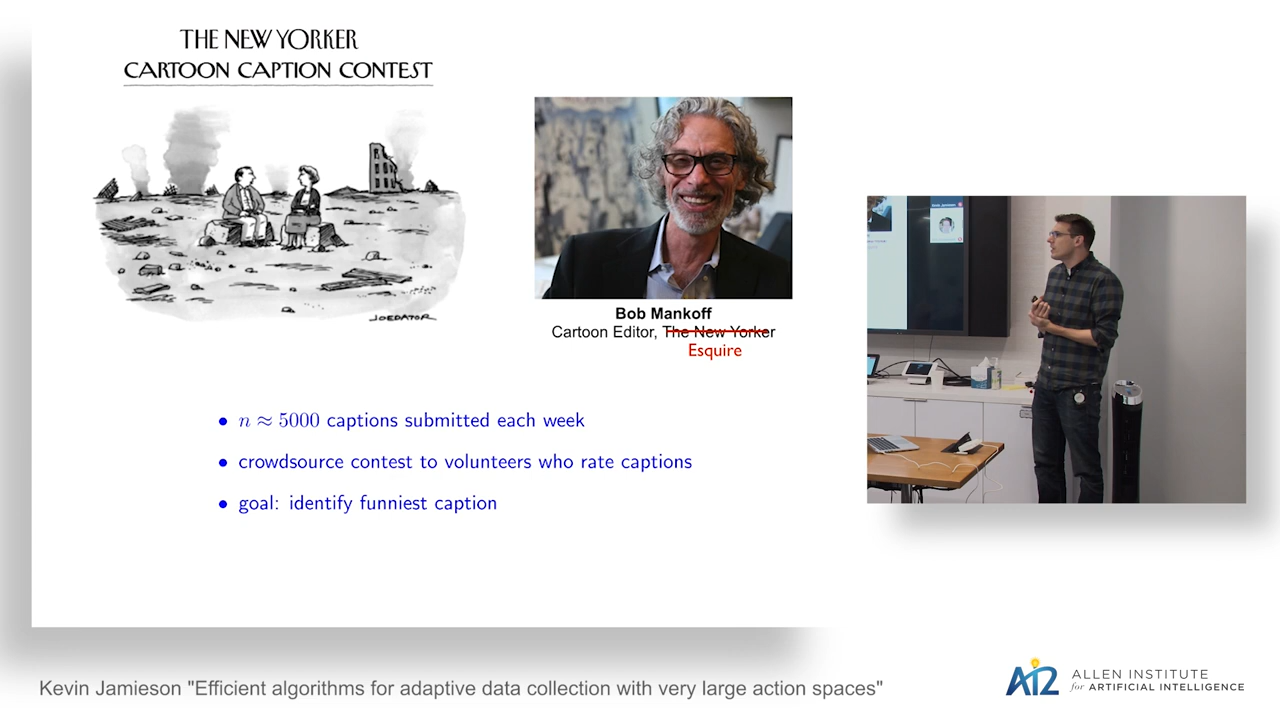 THE NEW YORKER
CARTOON CAPTION CONTEST
JOEDATOR
Bob Mankoff
Cartoon Editor, The New Yorker
Esquire
• n ≈ 5000 captions submitted each week
• crowdsource contest to volunteers who rate captions
• goal: identify funniest caption
Kevin Jamieson "Efficient algorithms for adaptive data collection with very large action spaces"
AI2 ALLEN INSTITUTE
for ARTIFICIAL INTELLIGENCE